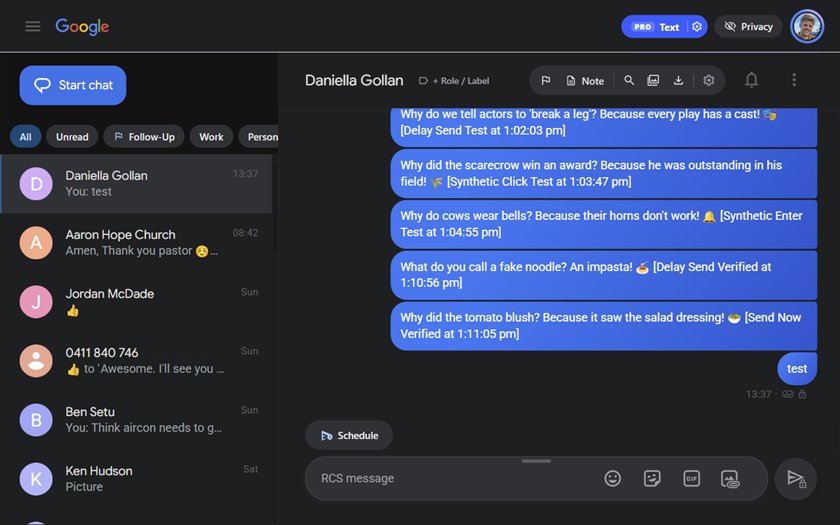 Google
PRO Text
Privacy
Start chat
All
Unread
Follow-Up
Work
Person
Daniella Gollan
13:37
You: test
Aaron Hope Church
08:42
Amen, Thank you pastor ☺️...
Jordan McDade
Sun
👍
0411 840 746
Sun
👍 to 'Awesome. I'll see you ...
Ben Setu
Sun
You: Think aircon needs to g...
Ken Hudson
Sat
Picture
Daniella Gollan
+ Role / Label
Note
Why do we tell actors to 'break a leg'? Because every play has a cast! 🎭
[Delay Send Test at 1:02:03 pm]
Why did the scarecrow win an award? Because he was outstanding in his
field! 🌾 [Synthetic Click Test at 1:03:47 pm]
Why do cows wear bells? Because their horns don't work! 🔔 [Synthetic Enter
Test at 1:04:55 pm]
What do you call a fake noodle? An impasta! 🍝 [Delay Send Verified at
1:10:56 pm]
Why did the tomato blush? Because it saw the salad dressing! 🥗 [Send Now
Verified at 1:11:05 pm]
test
13:37 ·
Schedule
RCS message
GIF